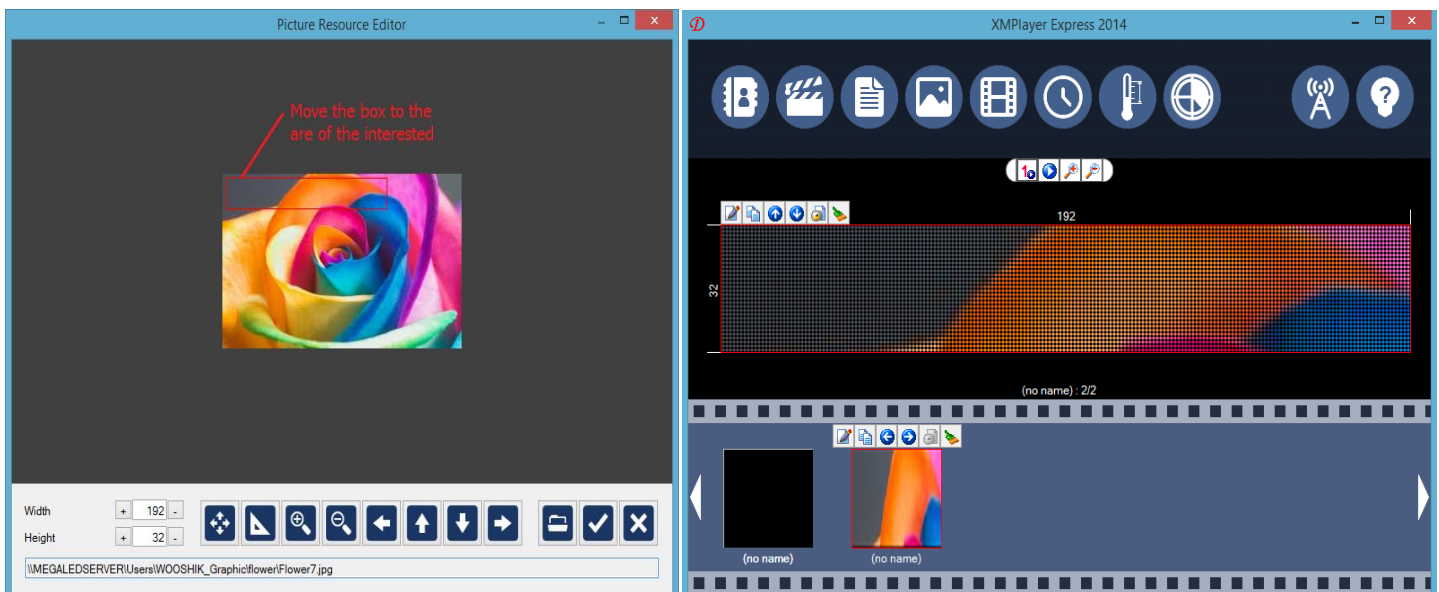 Picture Resource Editor
Move the box to the
are of the interested
Width
+ 192 -
Height
+ 32 -
\\MEGALEDSERVER\Users\WOOSHIK_Graphic\flower\Flower7.jpg
XMPlayer Express 2014
192
32
(no name) : 2/2
(no name)
(no name)